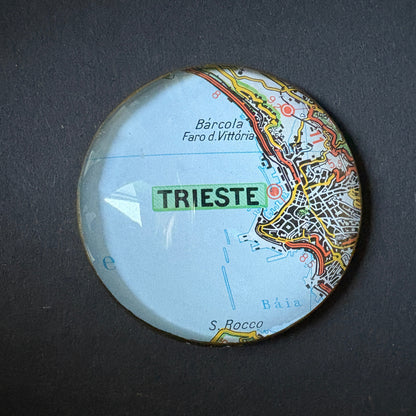 Bárcola
Faro d. Vittória
TRIESTE
e
Báia
S. Rocco